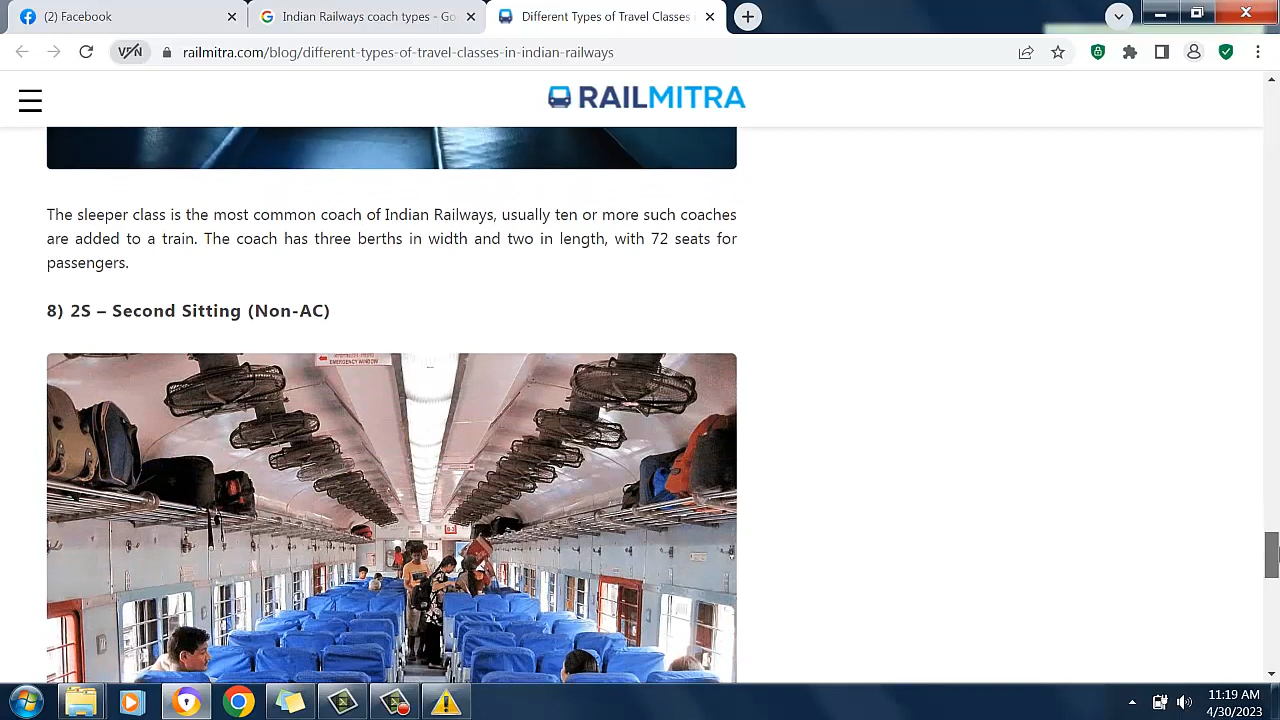 (2) Facebook
Indian Railways coach types - G
Different Types of Travel Classes
VPN
railmitra.com/blog/different-types-of-travel-classes-in-indian-railways
RAILMITRA
The sleeper class is the most common coach of Indian Railways, usually ten or more such coaches
are added to a train. The coach has three berths in width and two in length, with 72 seats for
passengers.
8) 2S – Second Sitting (Non-AC)
EMERGENCY WINDOW
11:19 AM
4/30/2023